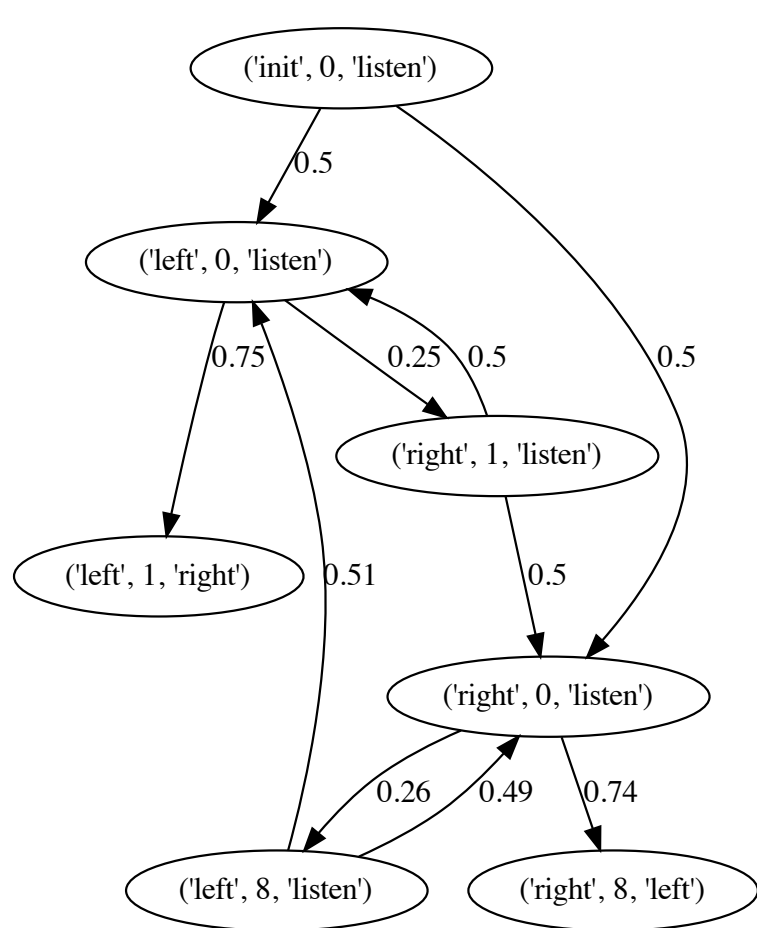 ('init', 0, 'listen')
0.5
('left', 0, 'listen')
0.75
0.25
0.5
0.5
('right', 1, 'listen')
('left', 1, 'right')
0.51
0.5
('right', 0, 'listen')
0.26
0.49
0.74
('left', 8, 'listen')
('right', 8, 'left')